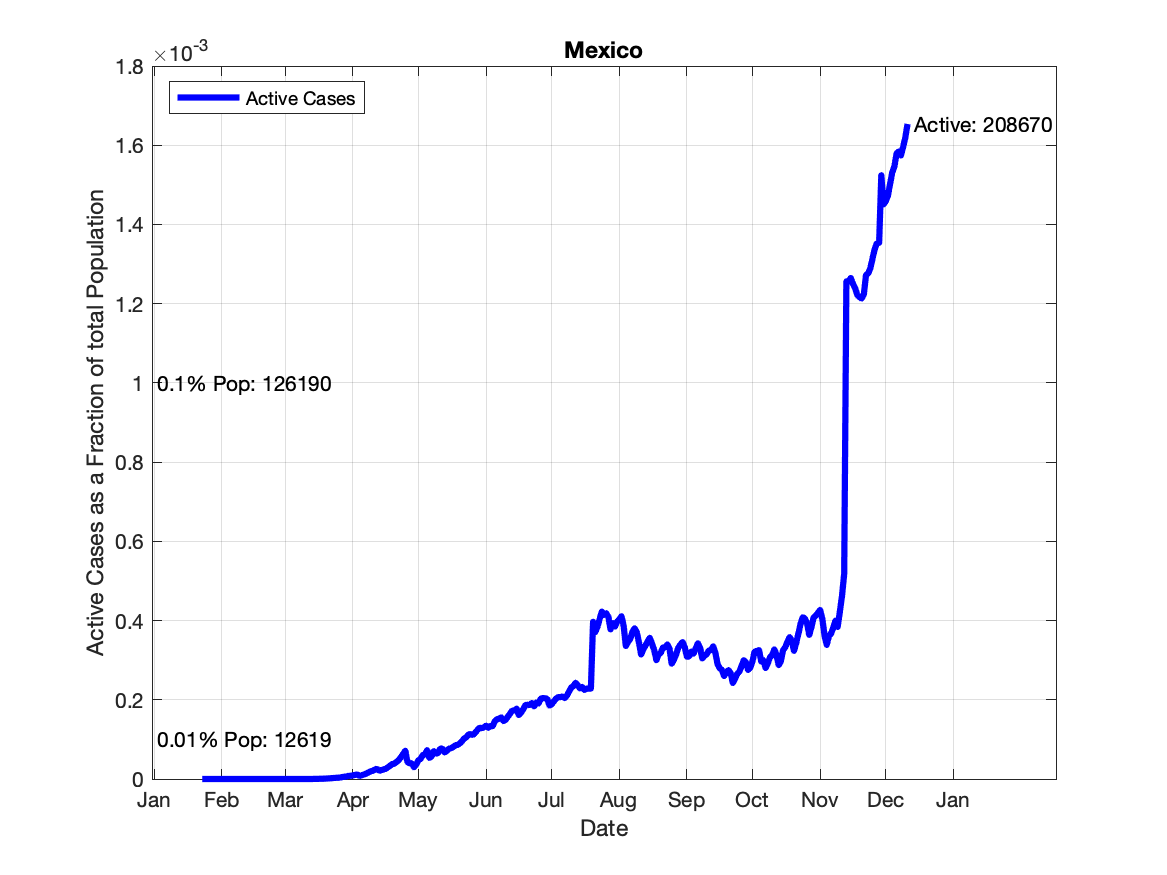 Mexico
×10-3
1.8
Active Cases
Active: 208670
1.6
1.4
1.2
1
0.1% Pop: 126190
0.8
0.6
0.4
0.2
0.01% Pop: 12619
0
Active Cases as a Fraction of total Population
Jan Feb Mar Apr May Jun Jul Aug Sep Oct Nov Dec Jan
Date